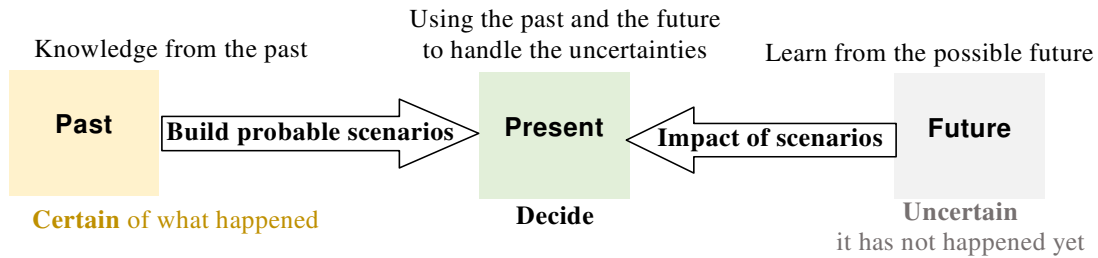 Using the past and the future
to handle the uncertainties
Knowledge from the past
Learn from the possible future
Past
Build probable scenarios
Present
Impact of scenarios
Future
Certain of what happened
Decide
Uncertain
it has not happened yet